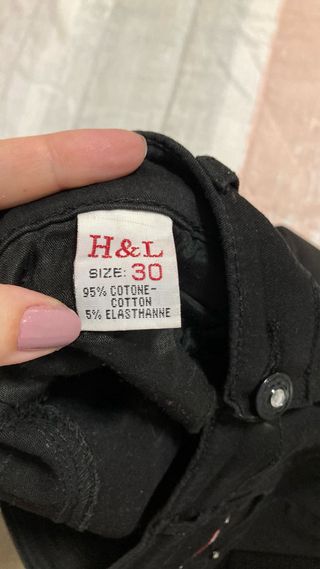 H&L
SIZE: 30
95% COTONE-
COTTON
5% ELASTHANNE